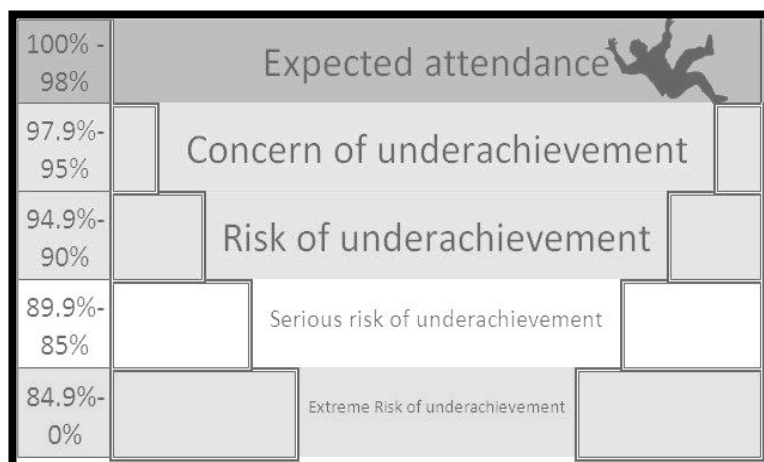 100% -
98%
Expected attendance
97.9%-
95%
Concern of underachievement
94.9%-
90%
Risk of underachievement
89.9%-
85%
Serious risk of underachievement
84.9%-
0%
Extreme Risk of underachievement